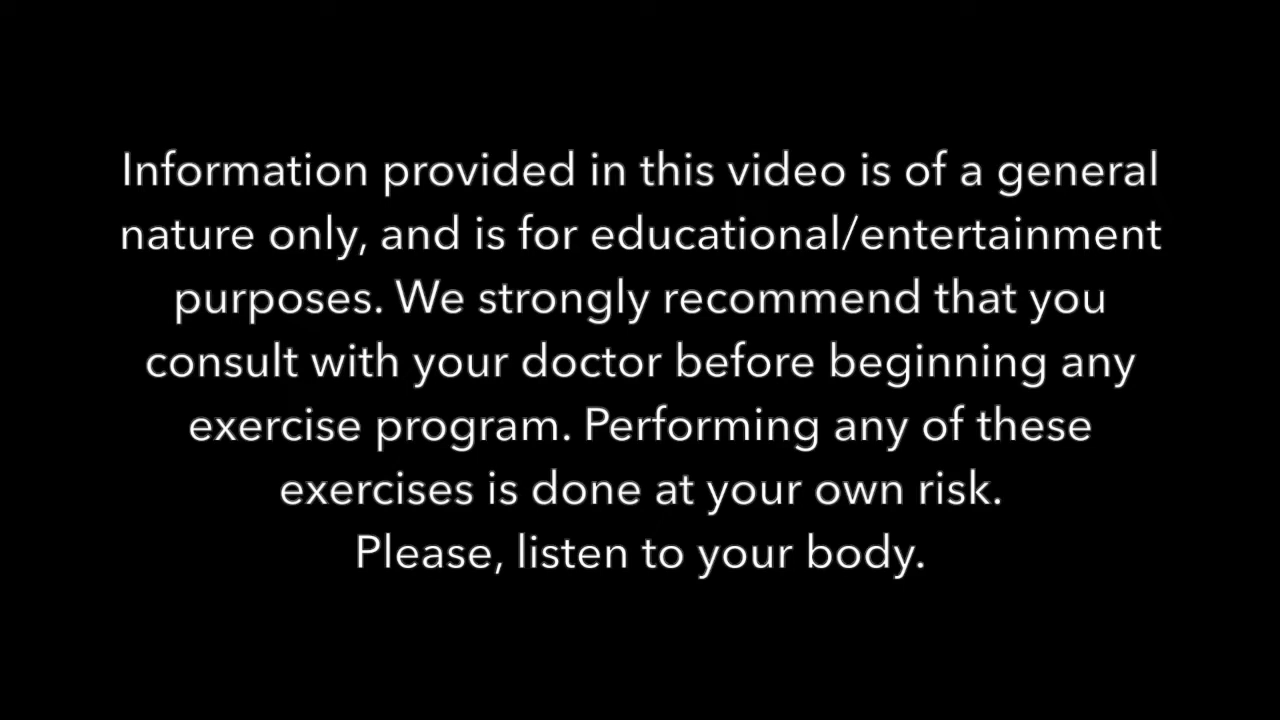 Information provided in this video is of a general
nature only, and is for educational/entertainment
purposes. We strongly recommend that you
consult with your doctor before beginning any
exercise program. Performing any of these
exercises is done at your own risk.
Please, listen to your body.